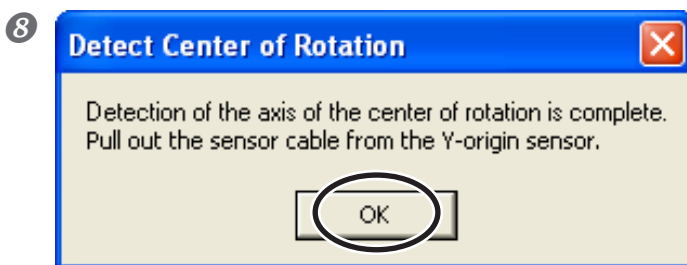 8
Detect Center of Rotation
Detection of the axis of the center of rotation is complete.
Pull out the sensor cable from the Y-origin sensor.
OK